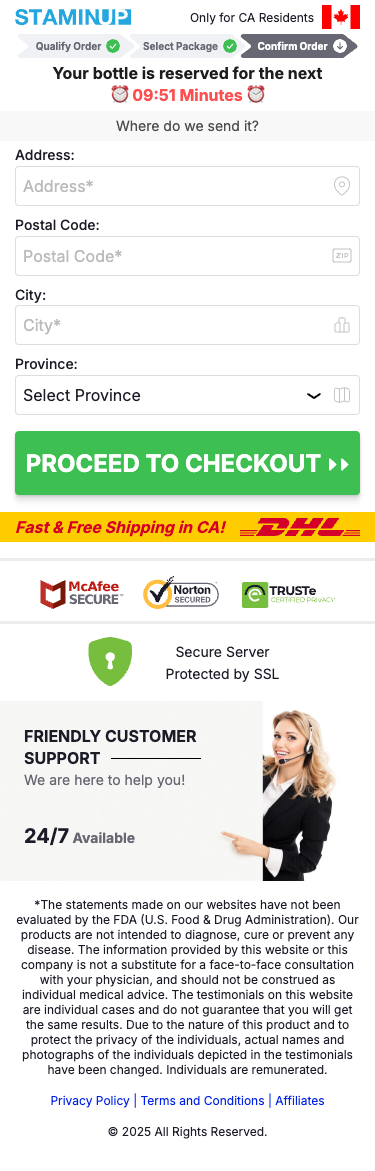 STAMINUP
Only for CA Residents
Qualify Order
Select Package
Confirm Order
Your bottle is reserved for the next
09:51 Minutes
Where do we send it?
Address:
Address*
Postal Code:
Postal Code*
ZIP
City:
City*
Province:
Select Province
PROCEED TO CHECKOUT
Fast & Free Shipping in CA!
DHL
McAfee
SECURE™
Norton
SECURED
TRUSTe
CERTIFIED PRIVACY
Secure Server
Protected by SSL
FRIENDLY CUSTOMER
SUPPORT
We are here to help you!
24/7 Available
*The statements made on our websites have not been
evaluated by the FDA (U.S. Food & Drug Administration). Our
products are not intended to diagnose, cure or prevent any
disease. The information provided by this website or this
company is not a substitute for a face-to-face consultation
with your physician, and should not be construed as
individual medical advice. The testimonials on this website
are individual cases and do not guarantee that you will get
the same results. Due to the nature of this product and to
protect the privacy of the individuals, actual names and
photographs of the individuals depicted in the testimonials
have been changed. Individuals are remunerated.
Privacy Policy | Terms and Conditions | Affiliates
© 2025 All Rights Reserved.